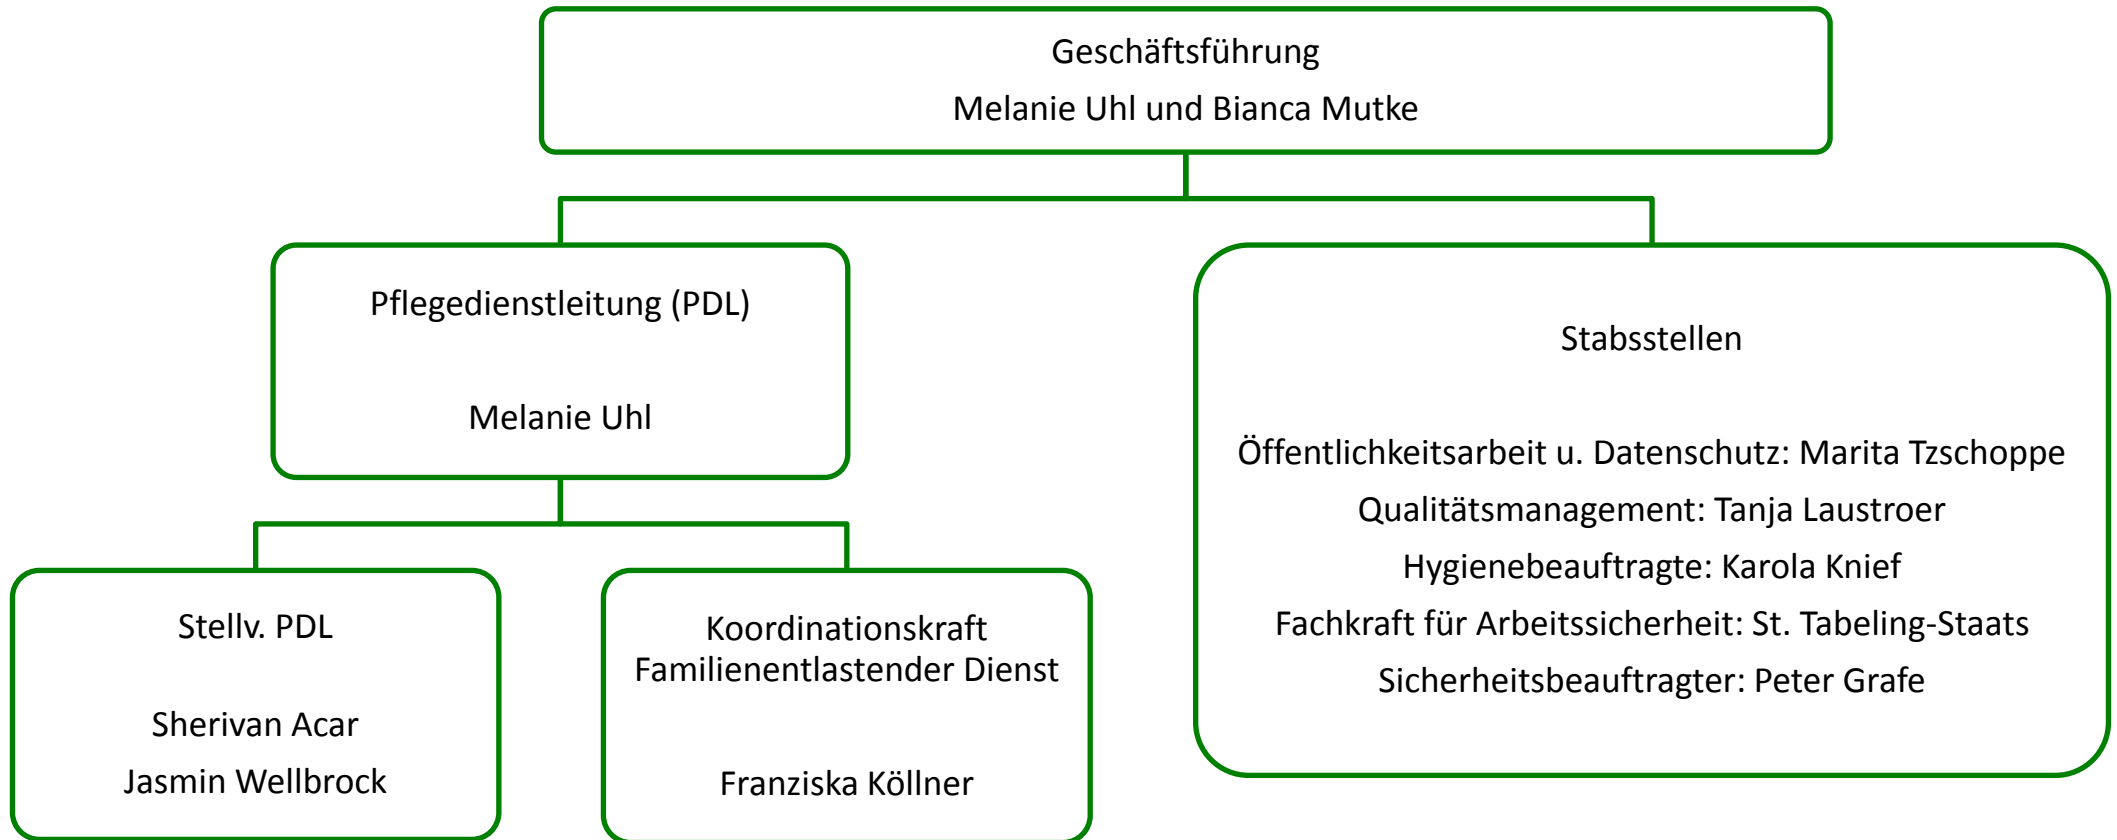 Geschäftsführung
Melanie Uhl und Bianca Mutke
Pflegedienstleitung (PDL)
Melanie Uhl
Stabsstellen
Öffentlichkeitsarbeit u. Datenschutz: Marita Tzschoppe
Qualitätsmanagement: Tanja Laustroer
Hygienebeauftragte: Karola Knief
Fachkraft für Arbeitssicherheit: St. Tabeling-Staats
Sicherheitsbeauftragter: Peter Grafe
Stellv. PDL
Sherivan Acar
Jasmin Wellbrock
Koordinationskraft
Familienentlastender Dienst
Franziska Köllner